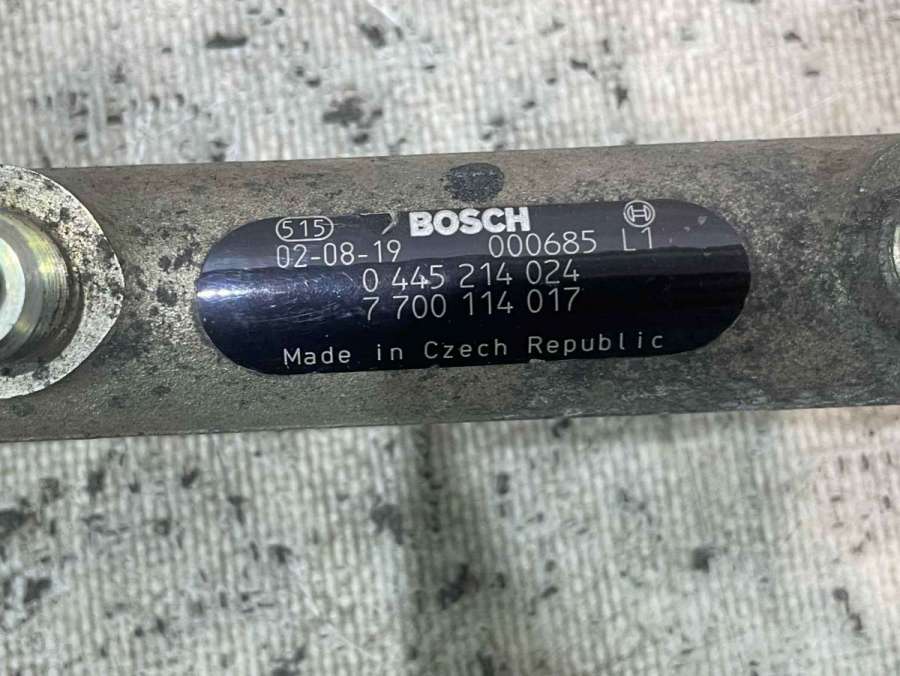 515 BOSCH
02-08-19 000685 L1
0 445 214 024
7 700 114 017
Made in Czech Republic